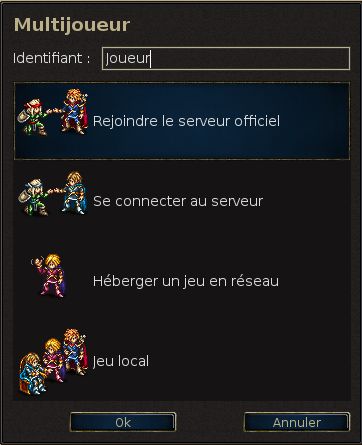 Multijoueur
Identifiant : Joueur
Rejoindre le serveur officiel
Se connecter au serveur
Héberger un jeu en réseau
Jeu local
Ok Annuler